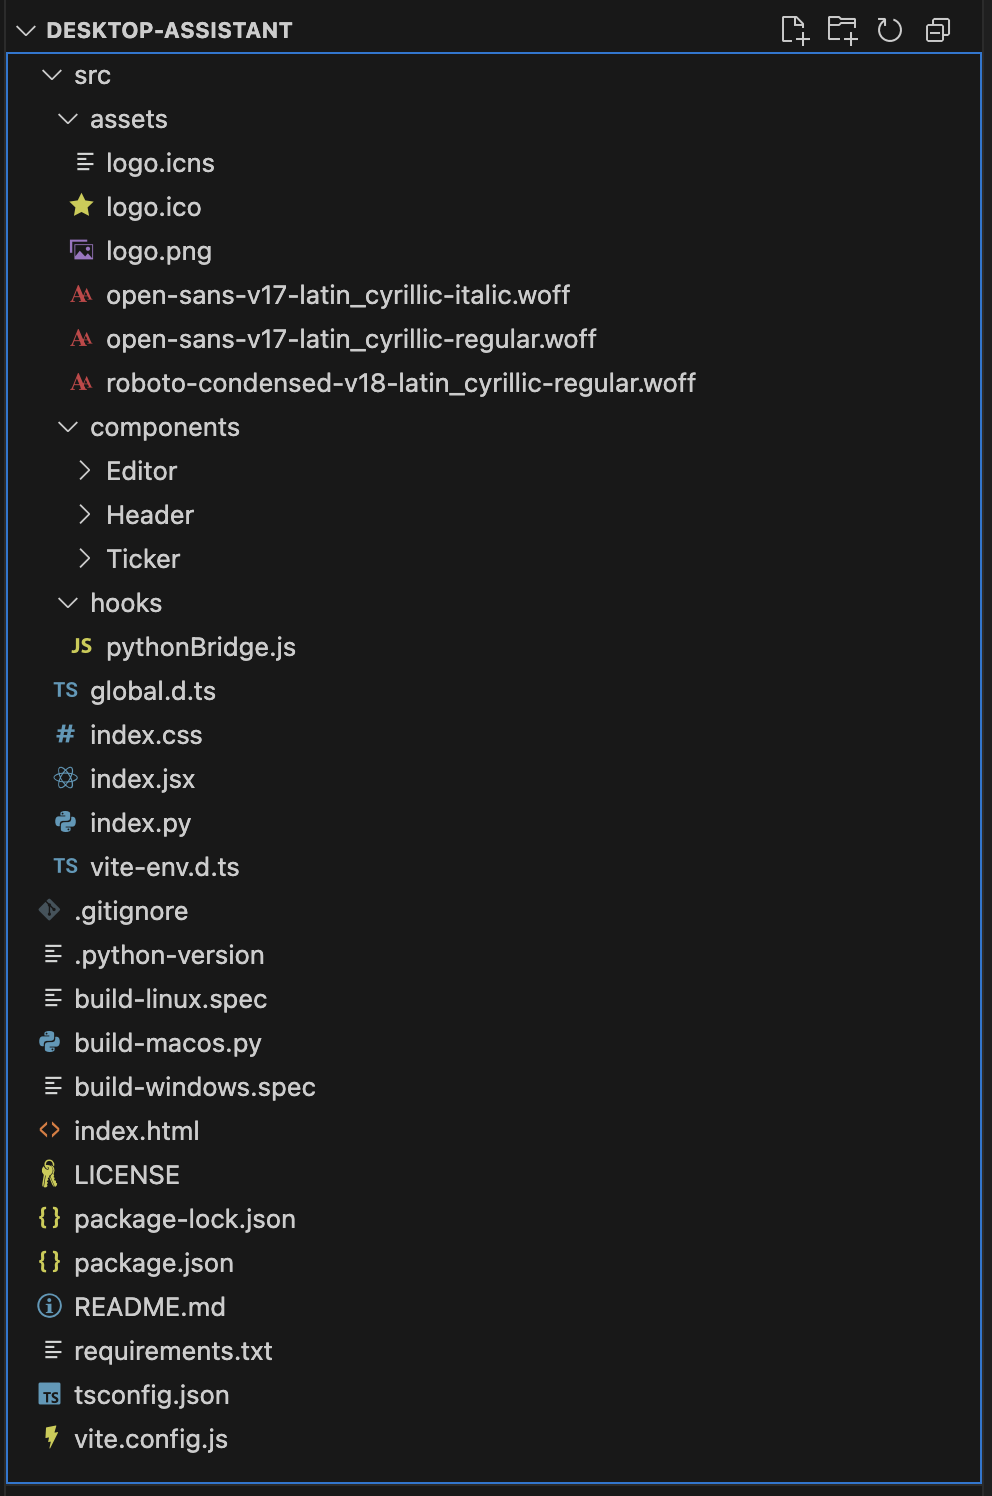 DESKTOP-ASSISTANT
src
assets
logo.icns
logo.ico
logo.png
open-sans-v17-latin_cyrillic-italic.woff
open-sans-v17-latin_cyrillic-regular.woff
roboto-condensed-v18-latin_cyrillic-regular.woff
components
Editor
Header
Ticker
hooks
JS pythonBridge.js
TS global.d.ts
# index.css
index.jsx
index.py
TS vite-env.d.ts
.gitignore
.python-version
build-linux.spec
build-macos.py
build-windows.spec
<> index.html
LICENSE
{} package-lock.json
{} package.json
README.md
requirements.txt
TS tsconfig.json
vite.config.js